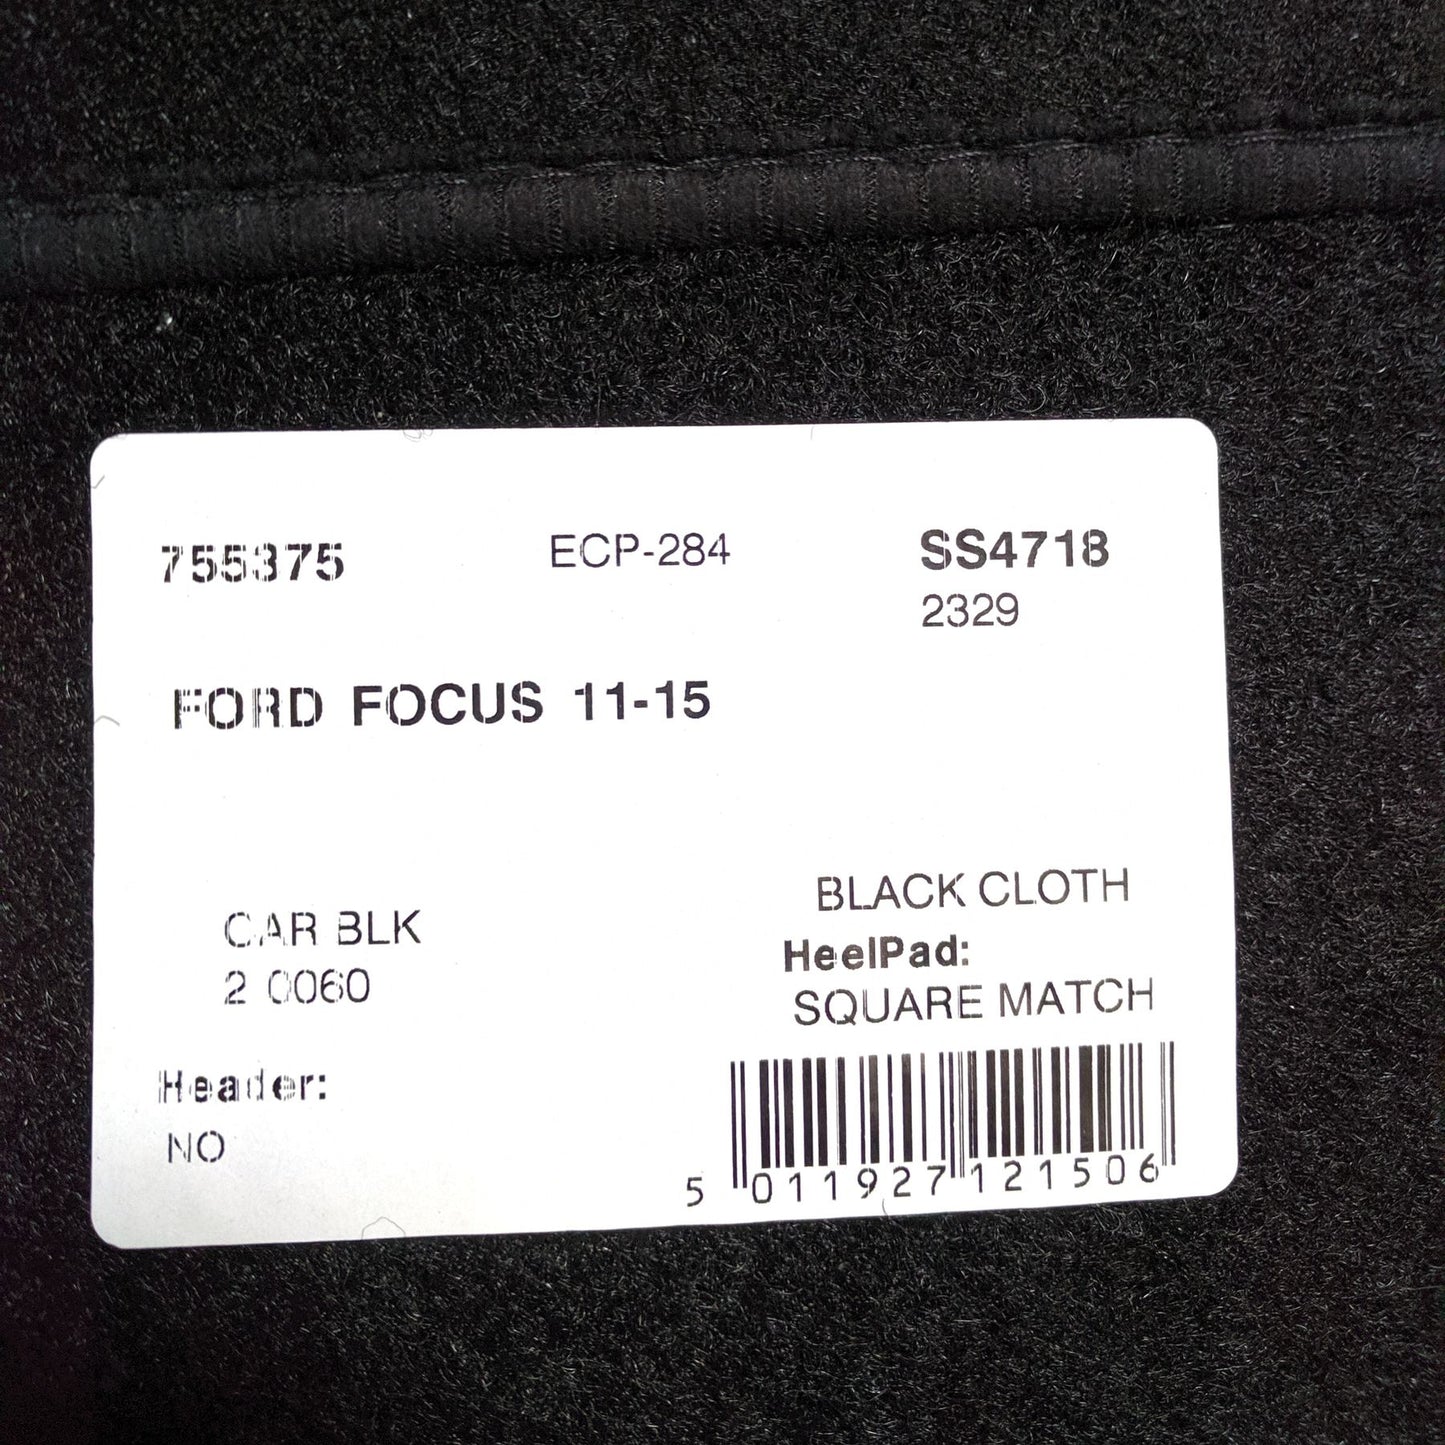 755375 ECP-284 SS4718
2329
FORD FOCUS 11-15
BLACK CLOTH
CAR BLK
HeelPad:
2 0060
SQUARE MATCH
Header:
NO
5 011927 121506